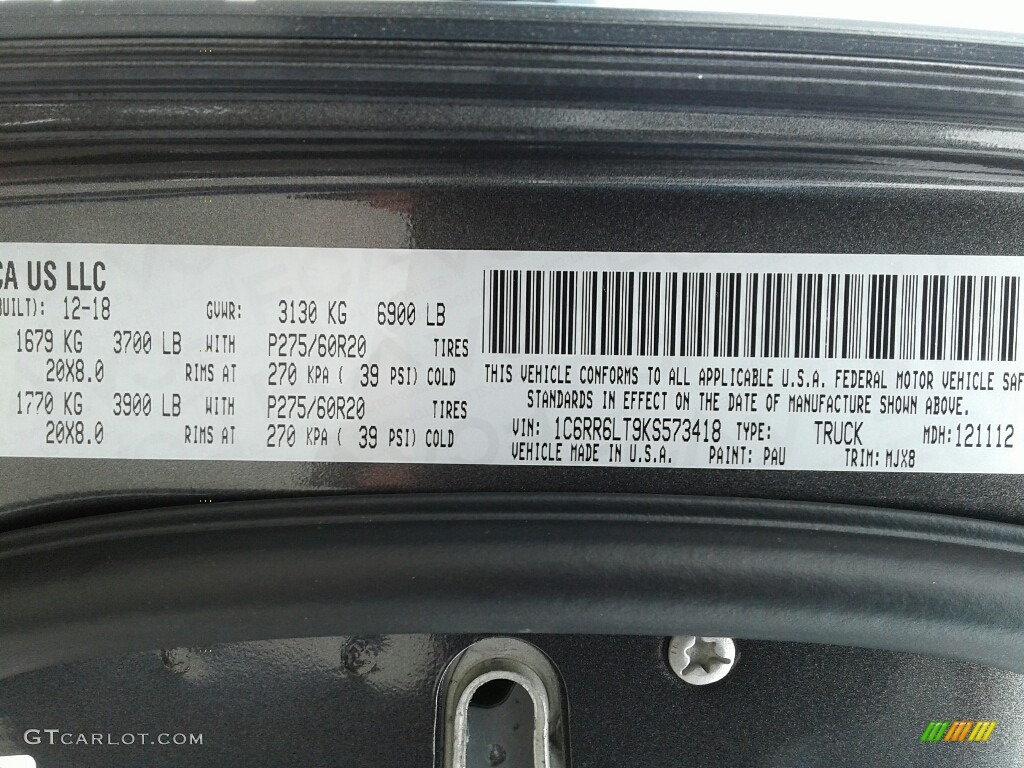 CA US LLC
BUILT): 12-18 GVWR: 3130 KG 6900 LB
1679 KG 3700 LB WITH P275/60R20 TIRES
20X8.0 RIMS AT 270 KPA ( 39 PSI) COLD
1770 KG 3900 LB WITH P275/60R20 TIRES
20X8.0 RIMS AT 270 KPA ( 39 PSI) COLD
THIS VEHICLE CONFORMS TO ALL APPLICABLE U.S.A. FEDERAL MOTOR VEHICLE SAF
STANDARDS IN EFFECT ON THE DATE OF MANUFACTURE SHOWN ABOVE.
VIN: 1C6RR6LT9KS573418 TYPE: TRUCK MDH: 121112
VEHICLE MADE IN U.S.A. PAINT: PAU TRIM: MJX8
GTCARLOT.COM